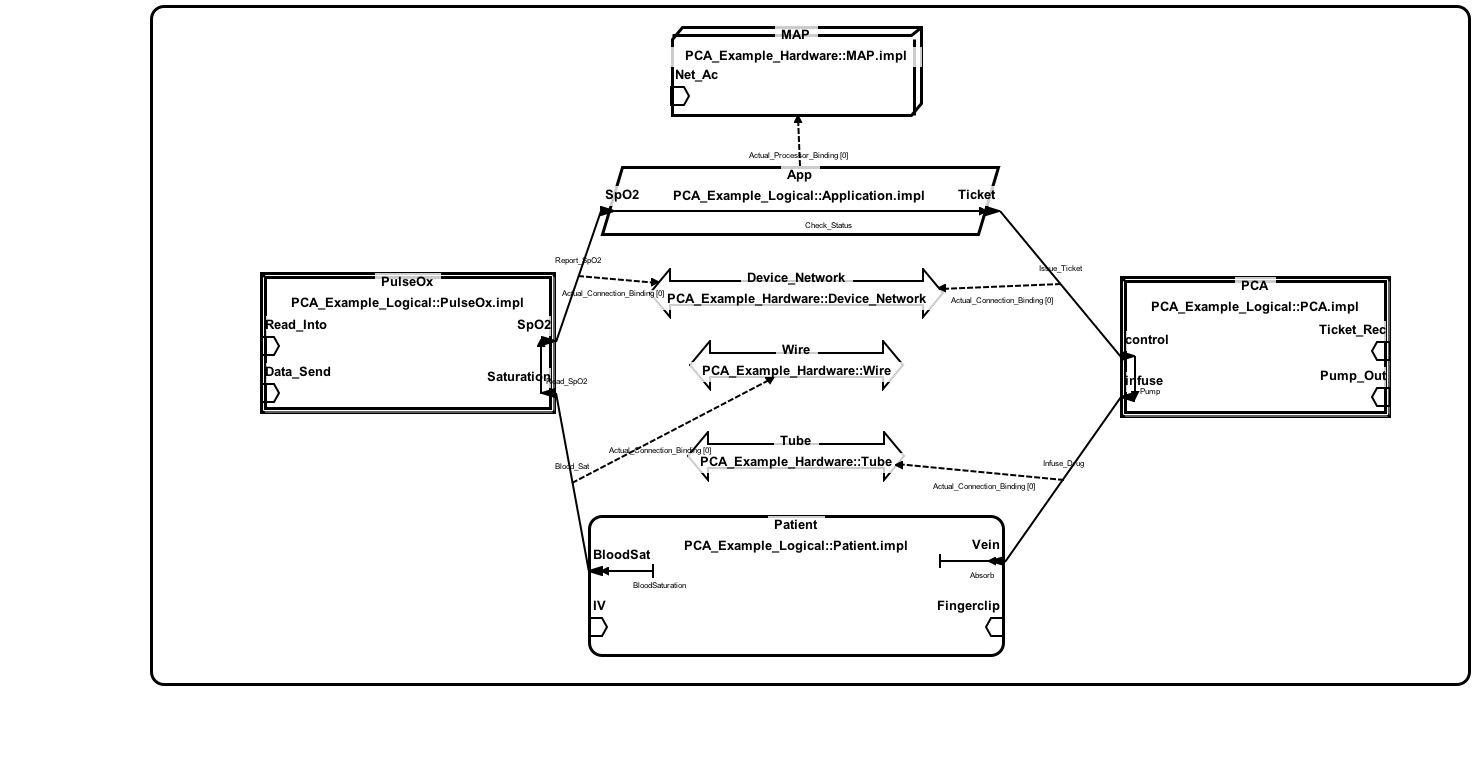 MAP
PCA_Example_Hardware::MAP.impl
Net_Ac
Actual_Processor_Binding [0]
App
SpO2
PCA_Example_Logical::Application.impl
Ticket
Check_Status
Report_SpO2
Issue_Ticket
Device_Network
PCA_Example_Hardware::Device_Network
Actual_Connection_Binding [0]
Actual_Connection_Binding [0]
PulseOx
PCA_Example_Logical::PulseOx.impl
Read_Into
SpO2
Data_Send
Saturation
Read_SpO2
PCA
PCA_Example_Logical::PCA.impl
Ticket_Rec
control
Pump_Out
infuse
Pump
Wire
PCA_Example_Hardware::Wire
Tube
PCA_Example_Hardware::Tube
Actual_Connection_Binding [0]
Blood_Sat
Infuse_Drug
Actual_Connection_Binding [0]
Patient
PCA_Example_Logical::Patient.impl
BloodSat
Vein
BloodSaturation
Absorb
IV
Fingerclip